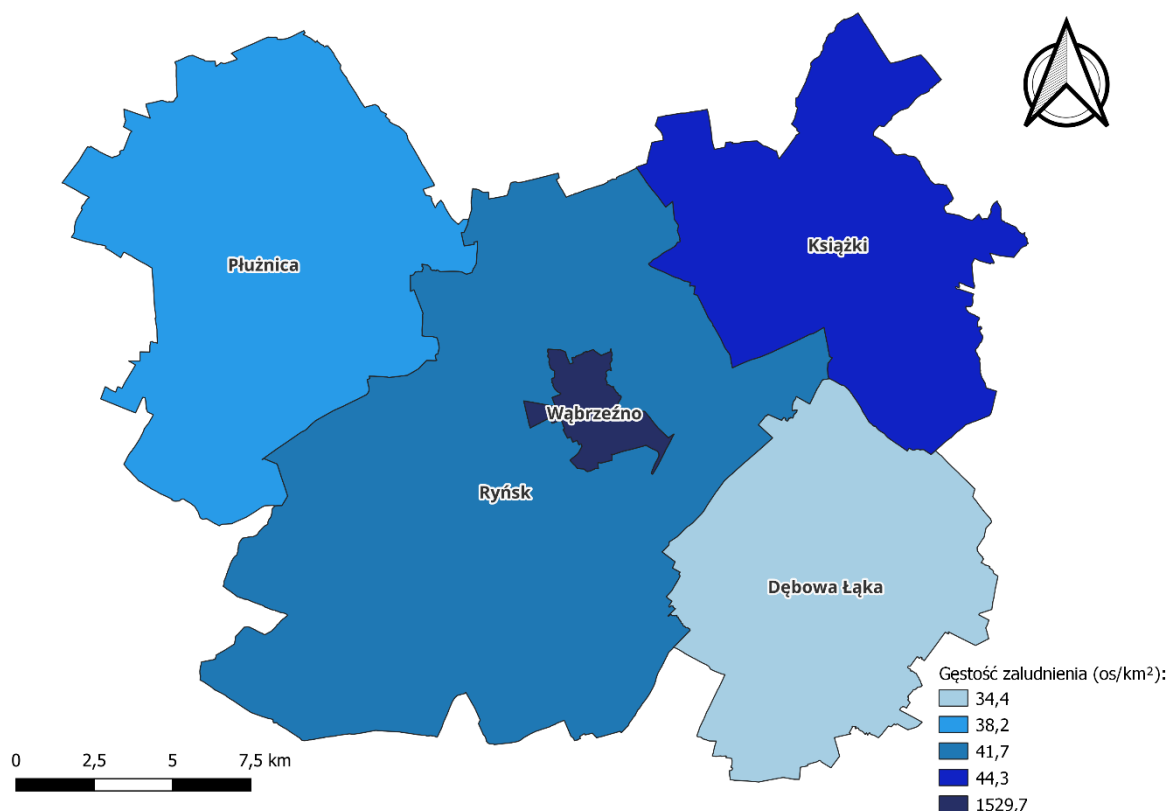 Książki
Płużnica
Wąbrzeźno
Ryńsk
Dębowa Łąka
Gęstość zaludnienia (os/km²):
34,4
38,2
41,7
44,3
1529,7
0 2,5 5 7,5 km